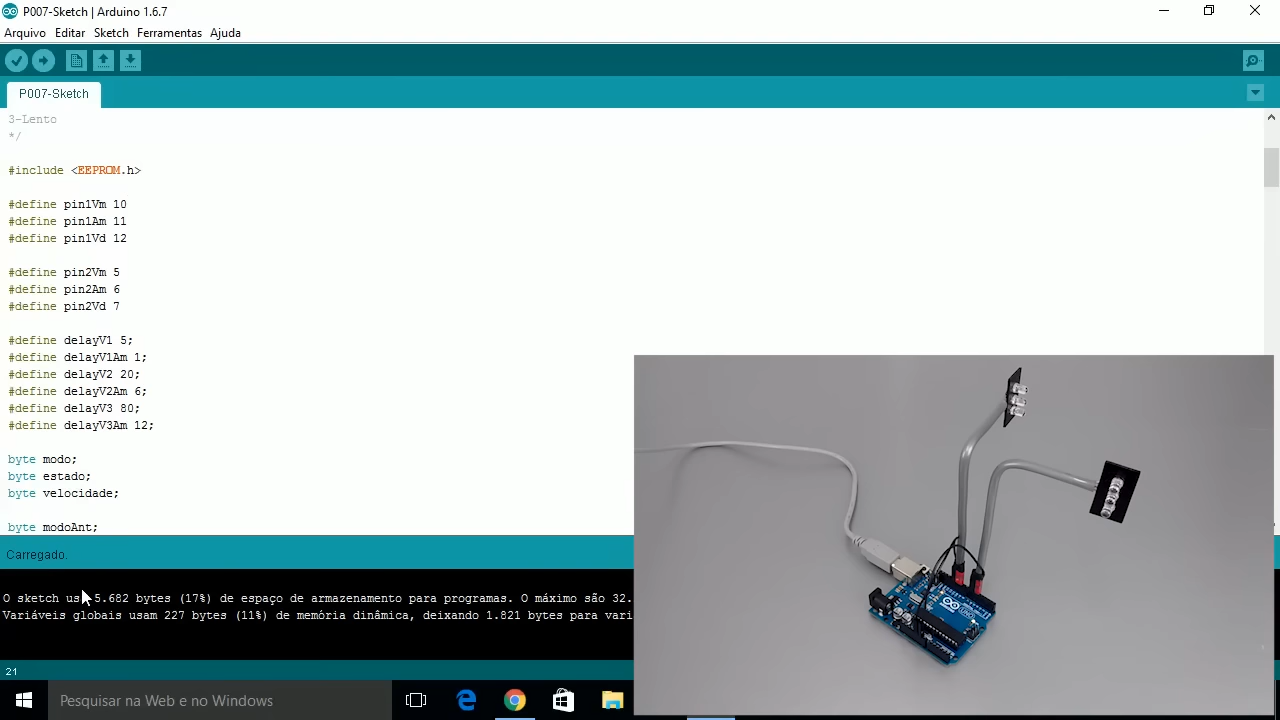 P007-Sketch | Arduino 1.6.7
Arquivo Editar Sketch Ferramentas Ajuda
P007-Sketch
3-Lento
*/
#include <EEPROM.h>
#define pin1Vm 10
#define pin1Am 11
#define pin1Vd 12
#define pin2Vm 5
#define pin2Am 6
#define pin2Vd 7
#define delayV1 5;
#define delayV1Am 1;
#define delayV2 20;
#define delayV2Am 6;
#define delayV3 80;
#define delayV3Am 12;
byte modo;
byte estado;
byte velocidade;
byte modoAnt;
Carregado.
O sketch usa 5.682 bytes (17%) de espaço de armazenamento para programas. O máximo são 32.
Variáveis globais usam 227 bytes (11%) de memória dinâmica, deixando 1.821 bytes para vari
21
Pesquisar na Web e no Windows